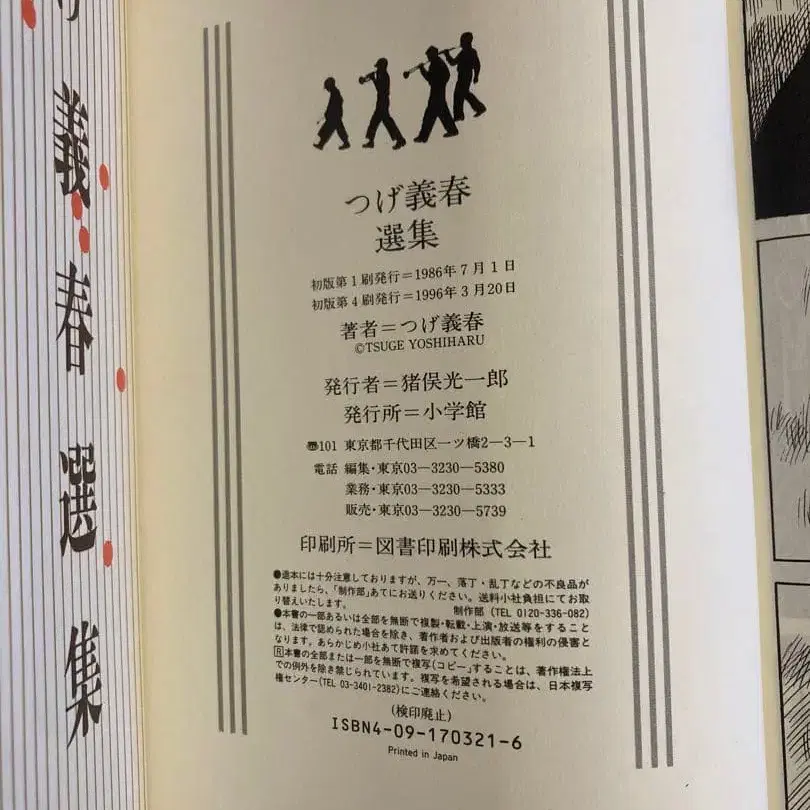 義春選集
つげ義春
選集
初版第1刷発行＝1986年7月1日
初版第4刷発行＝1996年3月20日
著者＝つげ義春
©TSUGE YOSHIHARU
発行者＝猪俣光一郎
発行所＝小学館
101 東京都千代田区一ツ橋2―3―1
電話 編集・東京03―3230―5380
業務・東京03―3230―5333
販売・東京03―3230―5739
印刷所＝図書印刷株式会社
●造本には十分注意しておりますが、万一、落丁・乱丁などの不良品が
ありましたら、「制作部」あてにお送りください。送料小社負担にてお取
り替えいたします。 制作部(TEL 0120-336-082)
●本書の一部あるいは全部を無断で複製・転載・上演・放送等をすること
は、法律で認められた場合を除き、著作者および出版者の権利の侵害と
なります。あらかじめ小社あて許諾を求めてください。
R本書の全部または一部を無断で複写(コピー)することは、著作権法上
での例外を除き禁じられています。複写を希望される場合は、日本複写
権センター(TEL 03-3401-2382)にご連絡ください。
(検印廃止)
ISBN4-09-170321-6
Printed in Japan